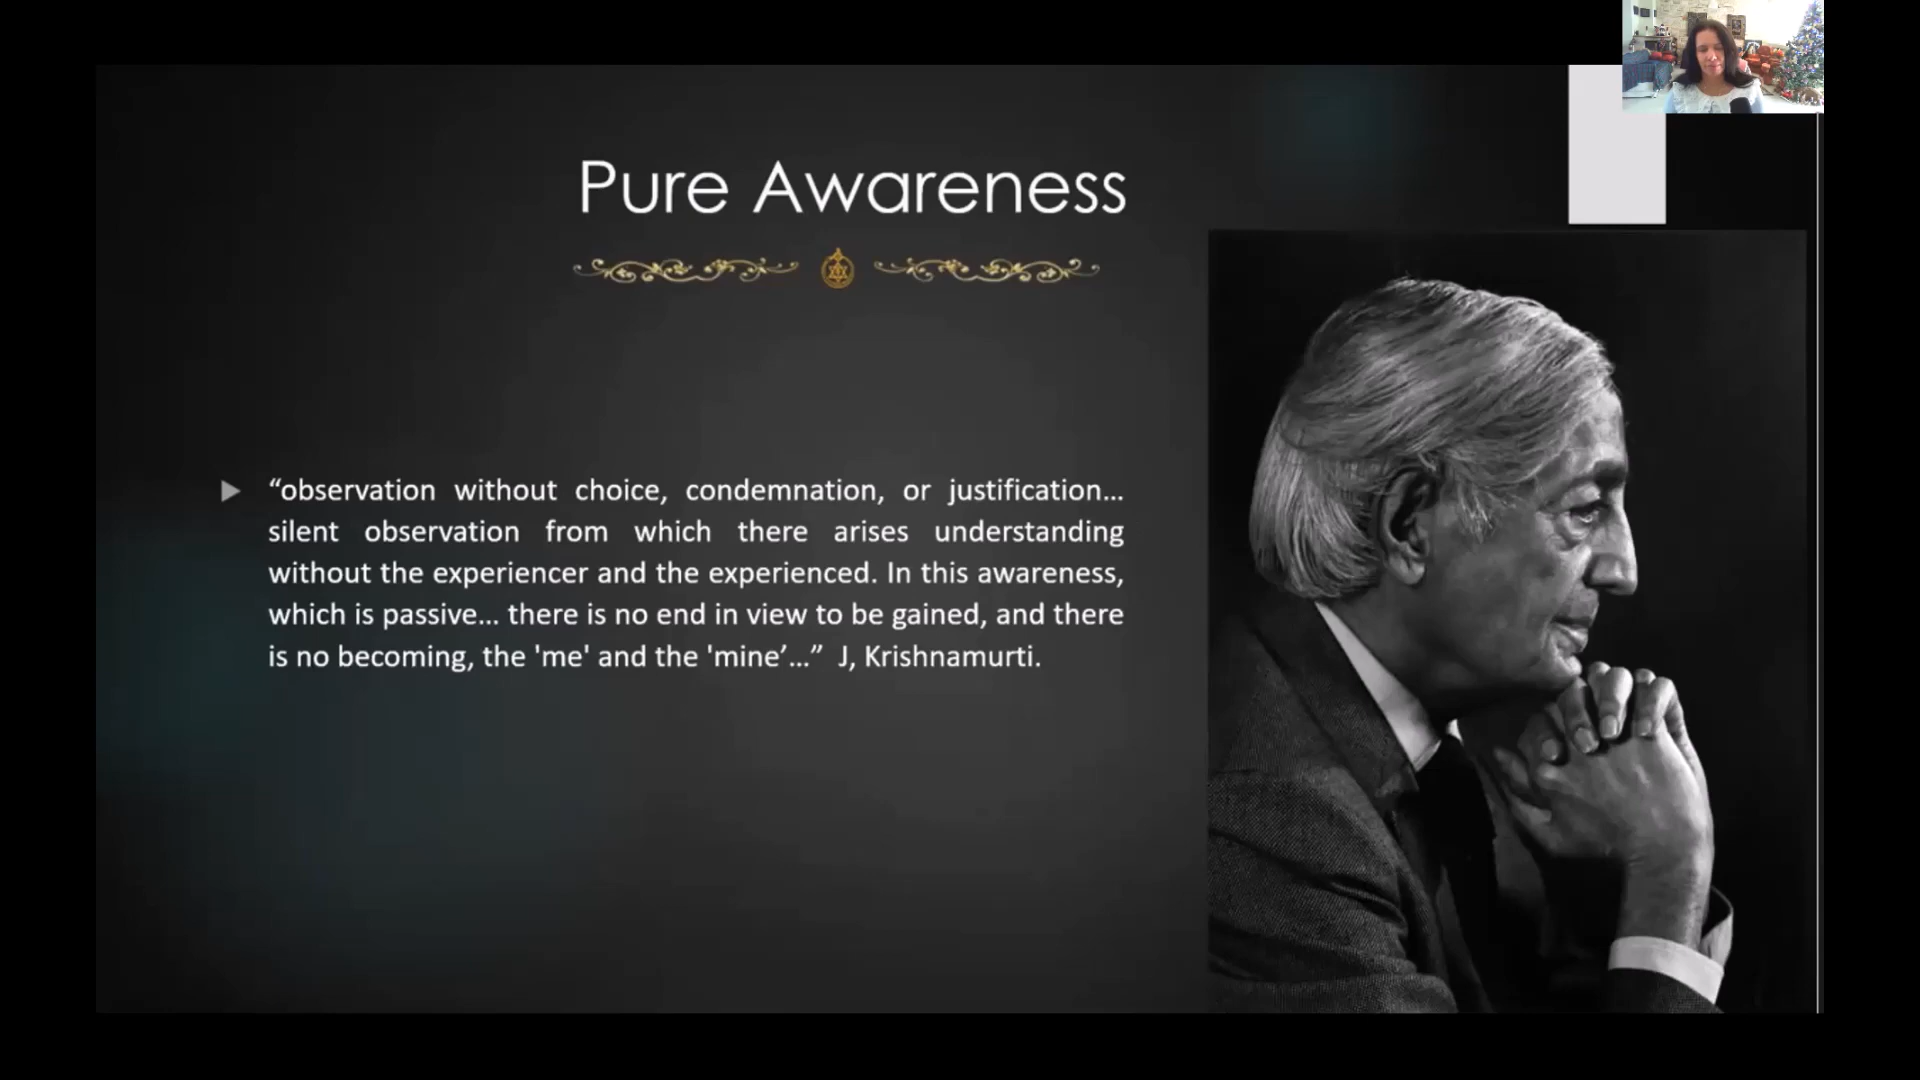 Pure Awareness
“observation without choice, condemnation, or justification...
silent observation from which there arises understanding
without the experiencer and the experienced. In this awareness,
which is passive... there is no end in view to be gained, and there
is no becoming, the 'me' and the 'mine’...” J, Krishnamurti.